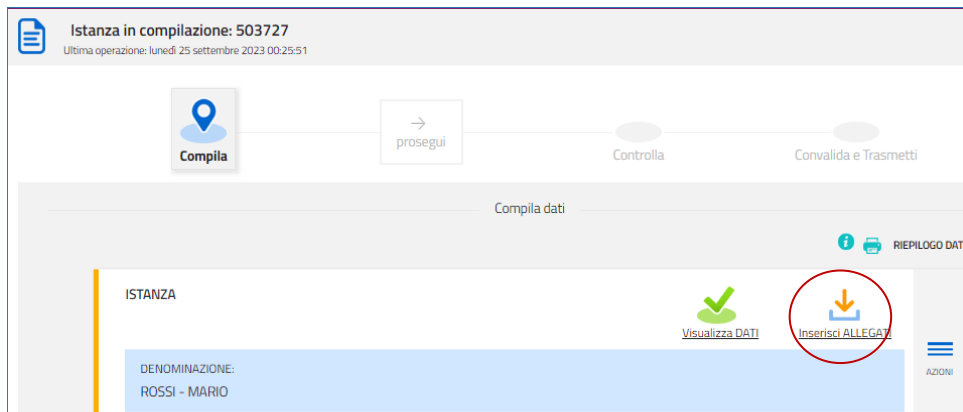 Istanza in compilazione: 503727
Ultima operazione: lunedì 25 settembre 2023 00:25:51
Compila
prosegui
Controlla
Convalida e Trasmetti
Compila dati
RIEPILOGO DAT
ISTANZA
Visualizza DATI
Inserisci ALLEGATI
AZIONI
DENOMINAZIONE:
ROSSI - MARIO